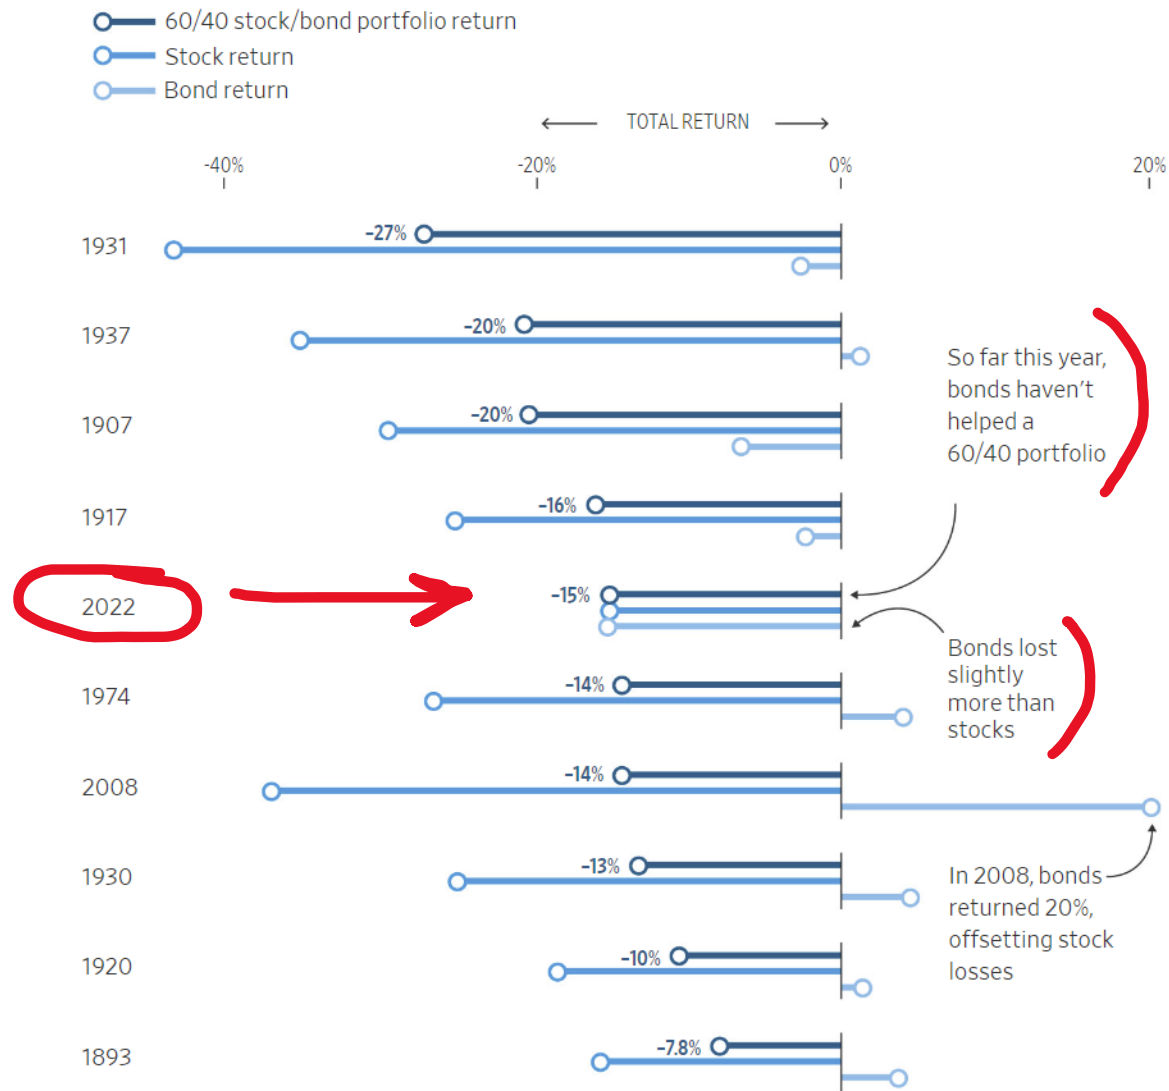 60/40 stock/bond portfolio return
Stock return
Bond return
TOTAL RETURN
-40%
-20%
0%
20%
1931
-27%
1937
-20%
1907
-20%
1917
-16%
2022
-15%
1974
-14%
2008
-14%
1930
-13%
1920
-10%
1893
-7.8%
So far this year,
bonds haven't
helped a
60/40 portfolio
Bonds lost
slightly
more than
stocks
In 2008, bonds
returned 20%,
offsetting stock
losses